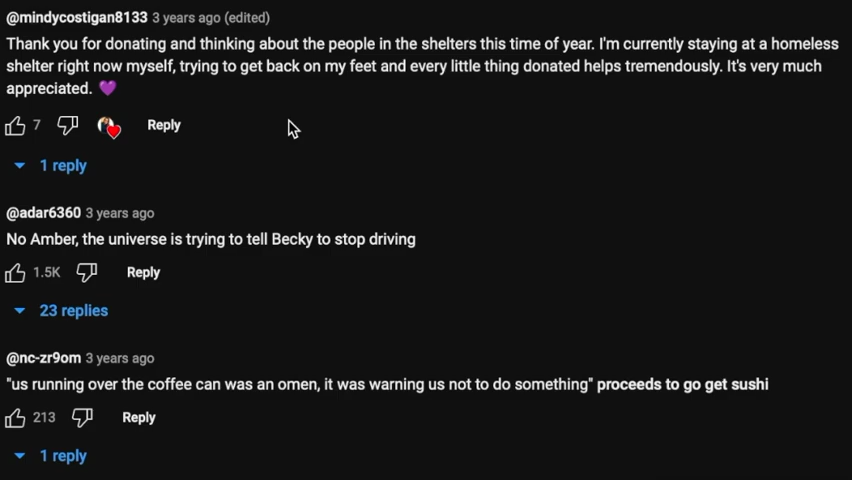 @mindycostigan8133 3 years ago (edited)
Thank you for donating and thinking about the people in the shelters this time of year. I'm currently staying at a homeless
shelter right now myself, trying to get back on my feet and every little thing donated helps tremendously. It's very much
appreciated. 💜
7 Reply
1 reply
@adar6360 3 years ago
No Amber, the universe is trying to tell Becky to stop driving
1.5K Reply
23 replies
@nc-zr9om 3 years ago
"us running over the coffee can was an omen, it was warning us not to do something" proceeds to go get sushi
213 Reply
1 reply